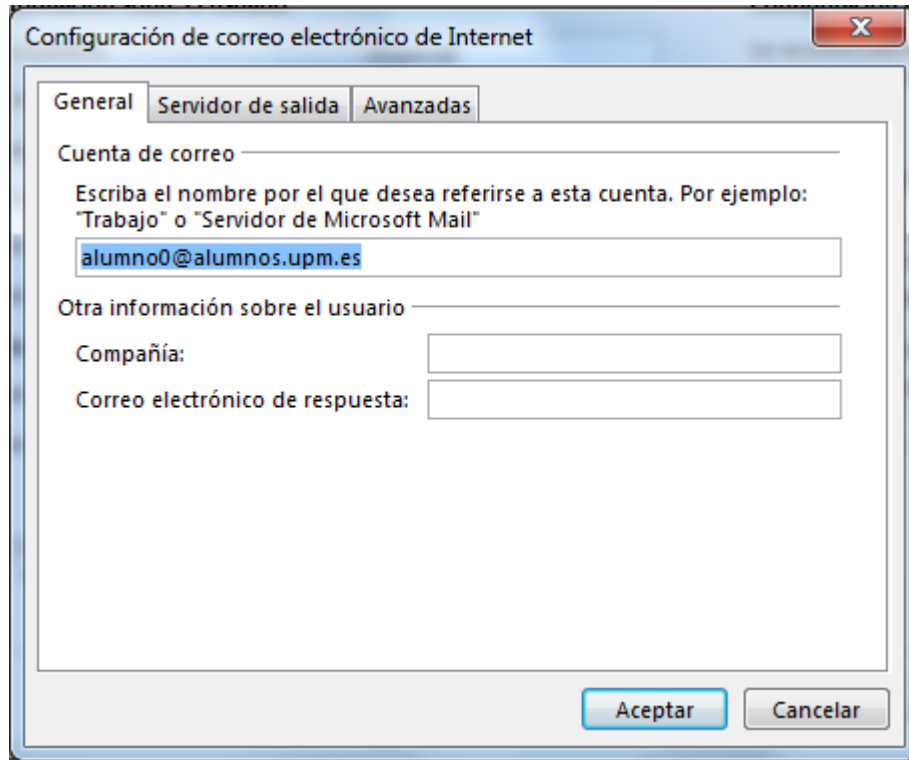 Configuración de correo electrónico de Internet
General
Servidor de salida
Avanzadas
Cuenta de correo
Escriba el nombre por el que desea referirse a esta cuenta. Por ejemplo:
"Trabajo" o "Servidor de Microsoft Mail"
alumno0@alumnos.upm.es
Otra información sobre el usuario
Compañía:
Correo electrónico de respuesta:
Aceptar
Cancelar